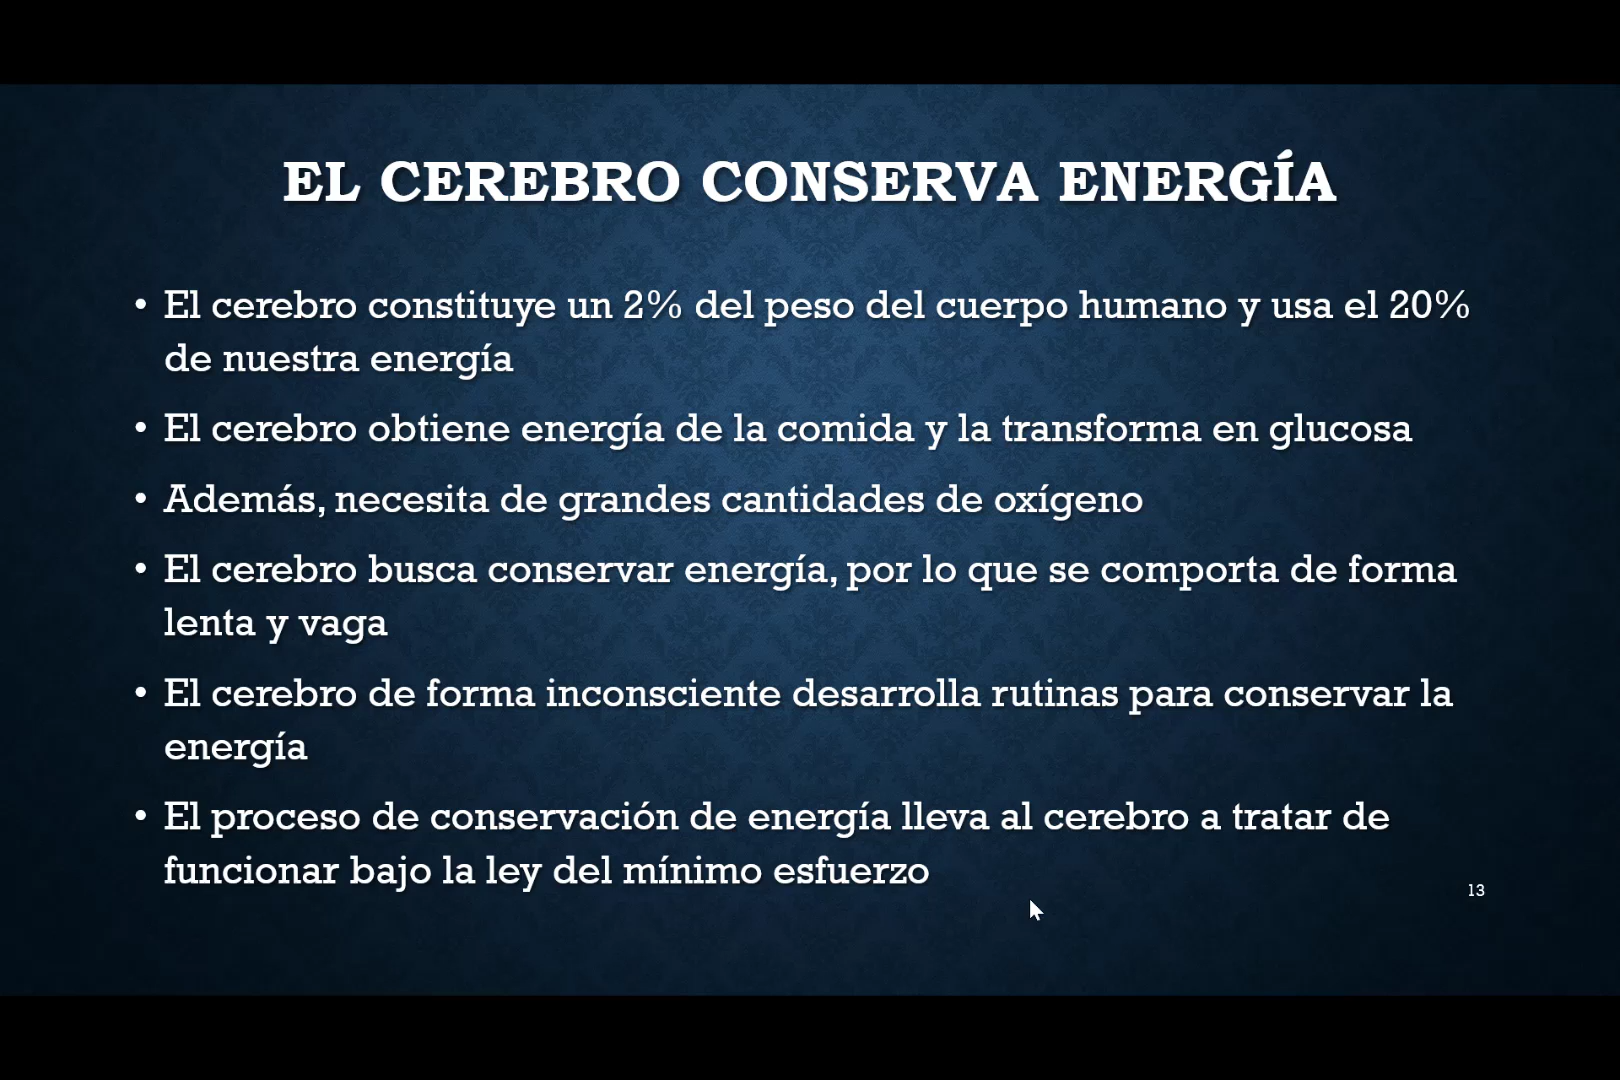 EL CEREBRO CONSERVA ENERGÍA
• El cerebro constituye un 2% del peso del cuerpo humano y usa el 20%
de nuestra energía
• El cerebro obtiene energía de la comida y la transforma en glucosa
• Además, necesita de grandes cantidades de oxígeno
• El cerebro busca conservar energía, por lo que se comporta de forma
lenta y vaga
• El cerebro de forma inconsciente desarrolla rutinas para conservar la
energía
• El proceso de conservación de energía lleva al cerebro a tratar de
funcionar bajo la ley del mínimo esfuerzo
13